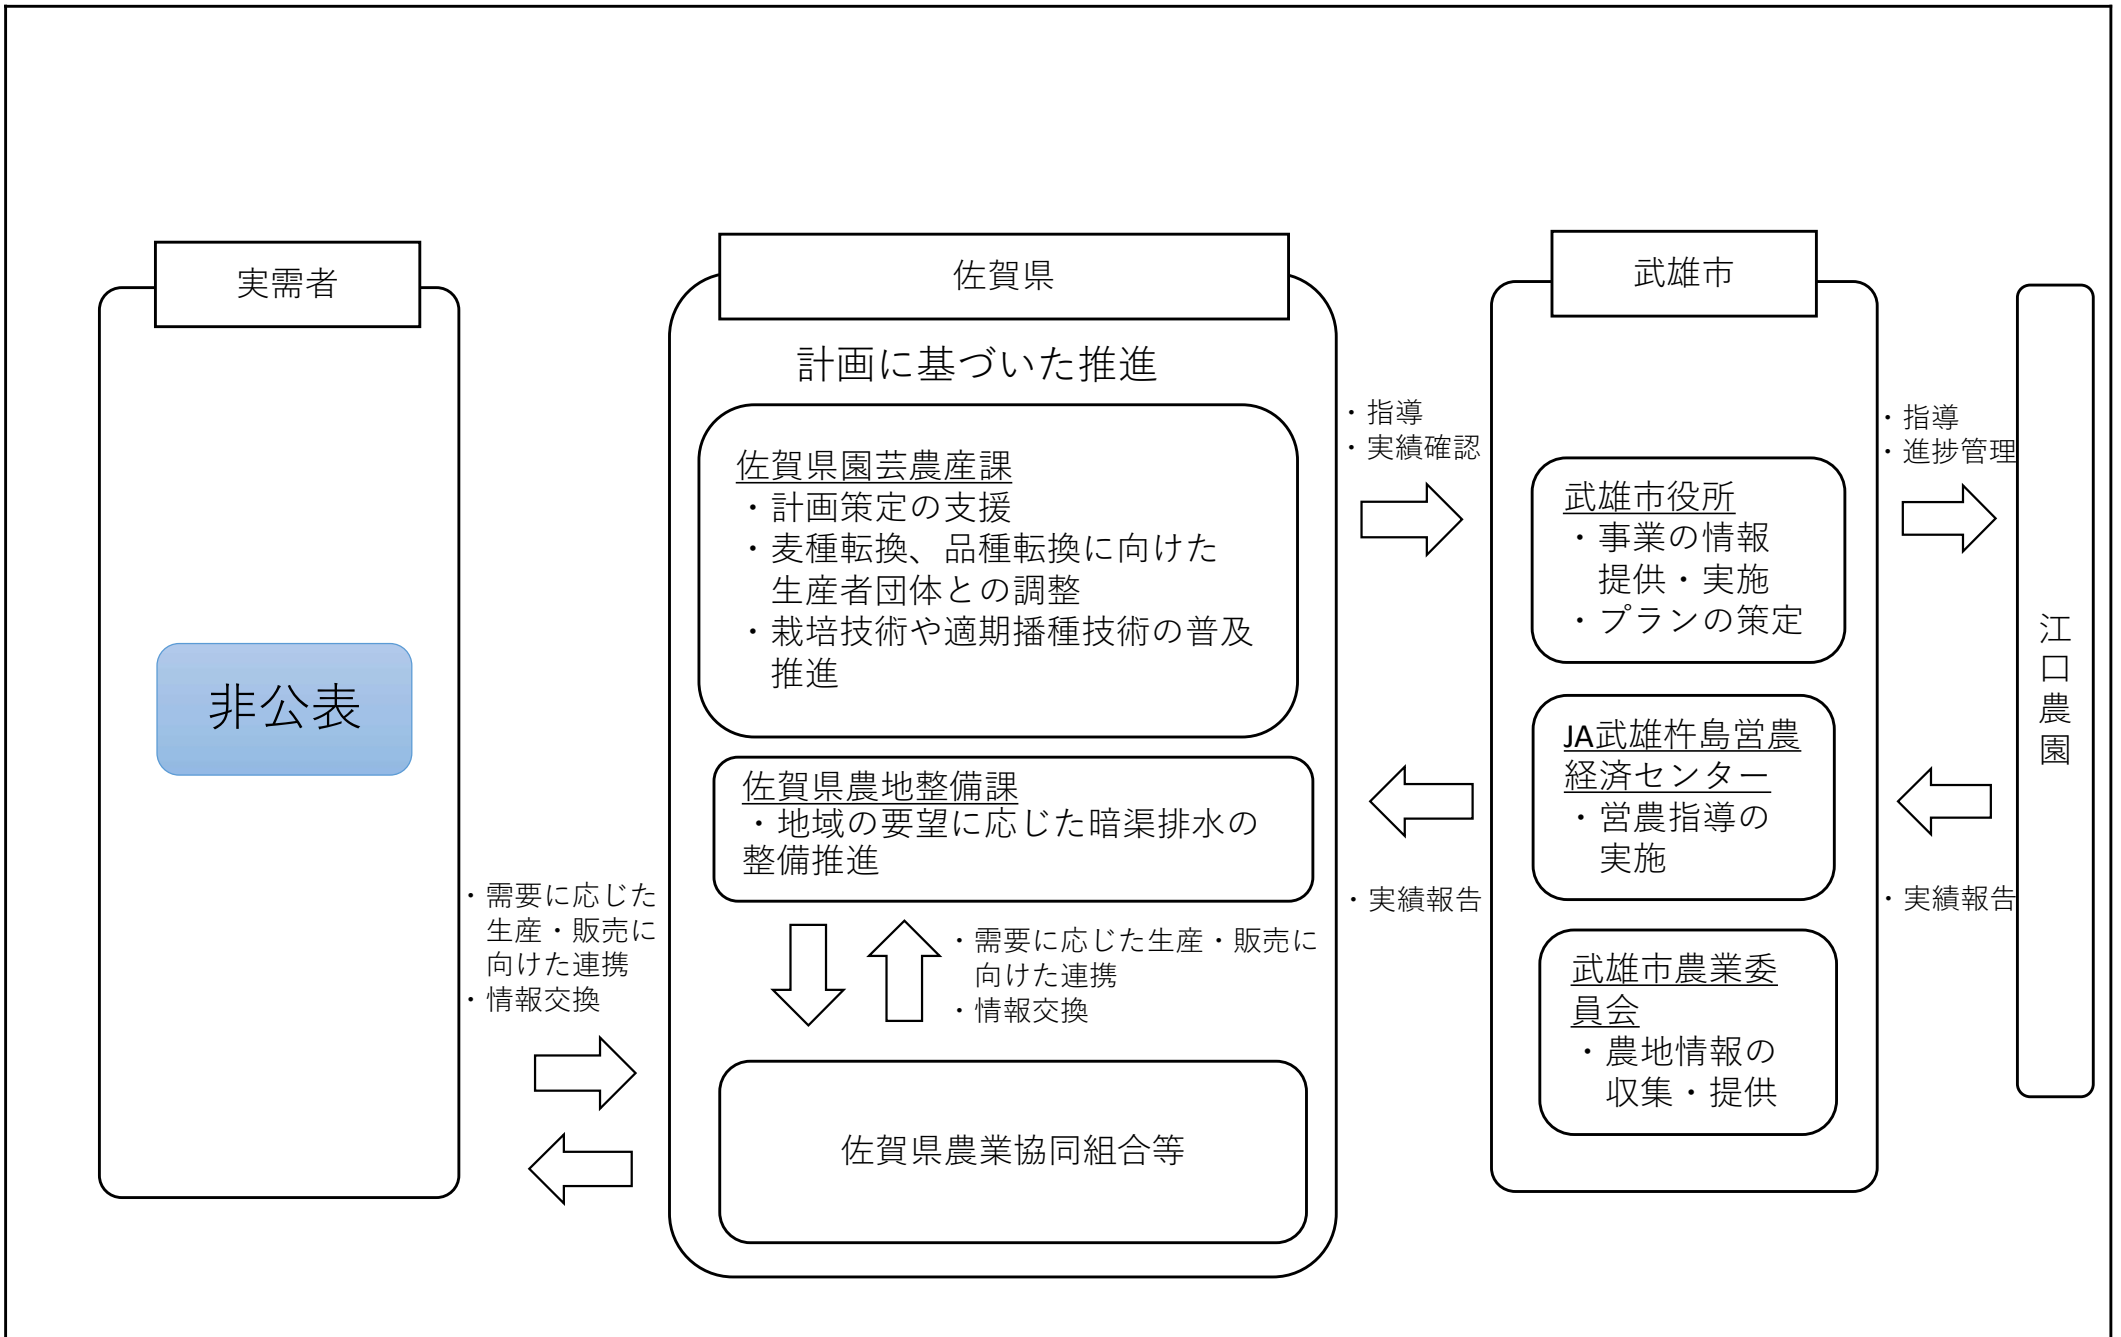 実需者
非公表
・需要に応じた
生産・販売に
向けた連携
・情報交換
佐賀県
計画に基づいた推進
佐賀県園芸農産課
・計画策定の支援
・麦種転換、品種転換に向けた
生産者団体との調整
・栽培技術や適期播種技術の普及
推進
佐賀県農地整備課
・地域の要望に応じた暗渠排水の
整備推進
・需要に応じた生産・販売に
向けた連携
・情報交換
佐賀県農業協同組合等
・指導
・実績確認
・実績報告
武雄市
武雄市役所
・事業の情報
提供・実施
・プランの策定
JA武雄杵島営農
経済センター
・営農指導の
実施
武雄市農業委
員会
・農地情報の
収集・提供
・指導
・進捗管理
・実績報告
江口農園